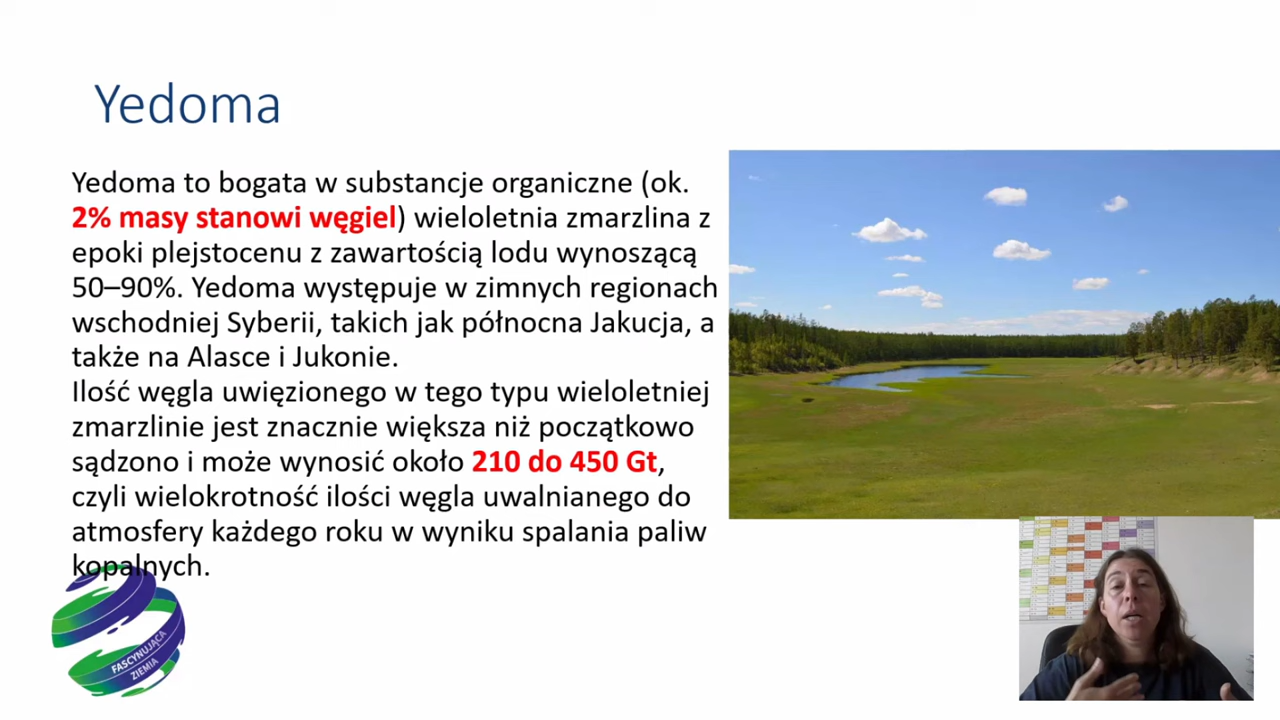 Yedoma
Yedoma to bogata w substancje organiczne (ok.
2% masy stanowi węgiel) wieloletnia zmarzlina z
epoki plejstocenu z zawartością lodu wynoszącą
50–90%. Yedoma występuje w zimnych regionach
wschodniej Syberii, takich jak północna Jakucja, a
także na Alasce i Jukonie.
Ilość węgla uwięzionego w tego typu wieloletniej
zmarzlinie jest znacznie większa niż początkowo
sądzono i może wynosić około 210 do 450 Gt,
czyli wielokrotność ilości węgla uwalnianego do
atmosfery każdego roku w wyniku spalania paliw
kopalnych.
FASCYNUJĄCA
ZIEMIA